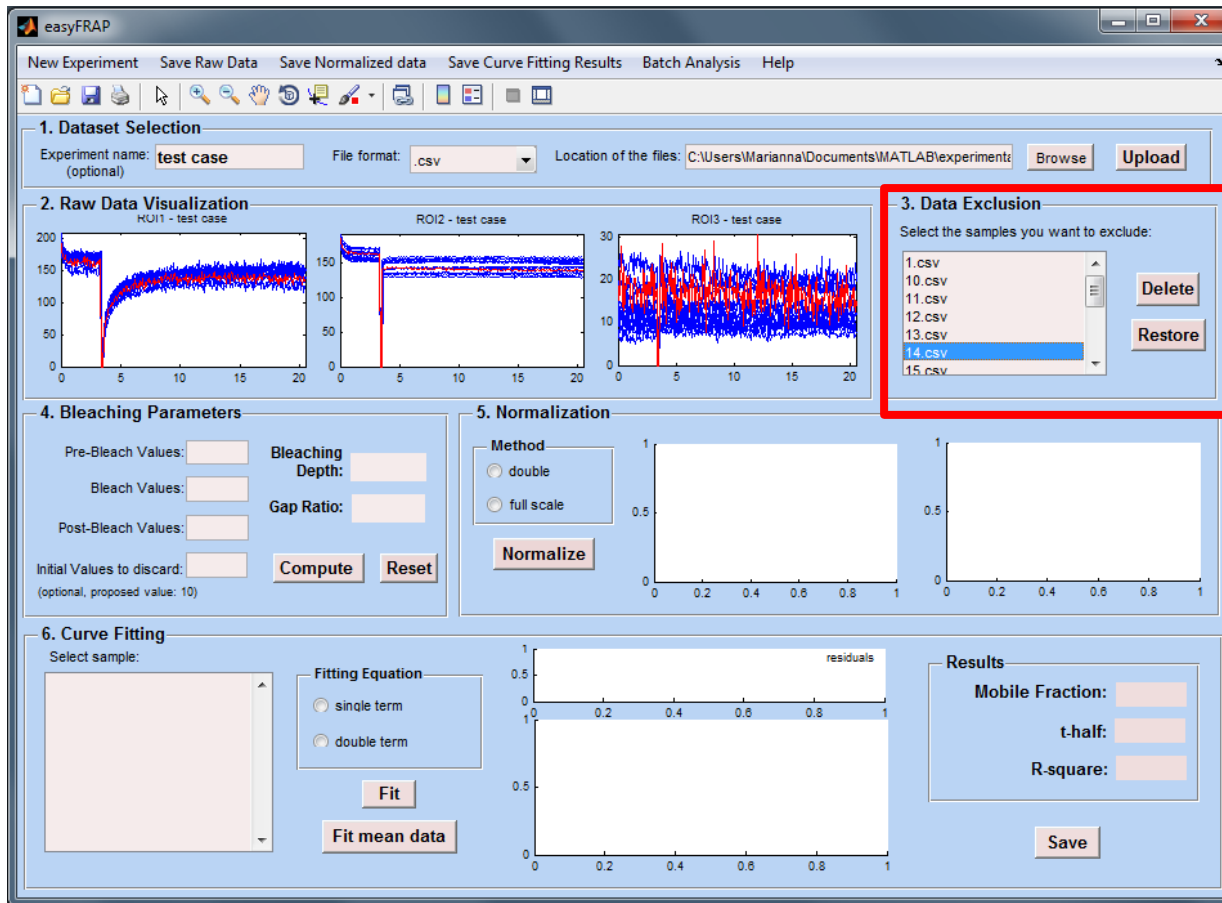 easyFRAP
New Experiment Save Raw Data Save Normalized data Save Curve Fitting Results Batch Analysis Help
1. Dataset Selection
Experiment name: test case File format: .csv Location of the files: C:\Users\Marianna\Documents\MATLAB\experimenta Browse Upload
(optional)
2. Raw Data Visualization
ROI1 - test case ROI2 - test case ROI3 - test case
200
150
100
50
0
0 5 10 15 20
150
100
50
0
0 5 10 15 20
30
20
10
0
0 5 10 15 20
3. Data Exclusion
Select the samples you want to exclude:
1.csv
10.csv
11.csv
12.csv
13.csv
14.csv
15.csv
Delete
Restore
4. Bleaching Parameters
Pre-Bleach Values:
Bleach Values:
Post-Bleach Values:
Initial Values to discard:
(optional, proposed value: 10)
Bleaching
Depth:
Gap Ratio:
Compute Reset
5. Normalization
Method
double
full scale
Normalize
1
0.5
0
0 0.2 0.4 0.6 0.8 1
1
0.5
0
0 0.2 0.4 0.6 0.8 1
6. Curve Fitting
Select sample:
Fitting Equation
single term
double term
Fit
Fit mean data
residuals
1
0.5
0
0 0.2 0.4 0.6 0.8 1
1
0.5
0
0 0.2 0.4 0.6 0.8 1
Results
Mobile Fraction:
t-half:
R-square:
Save